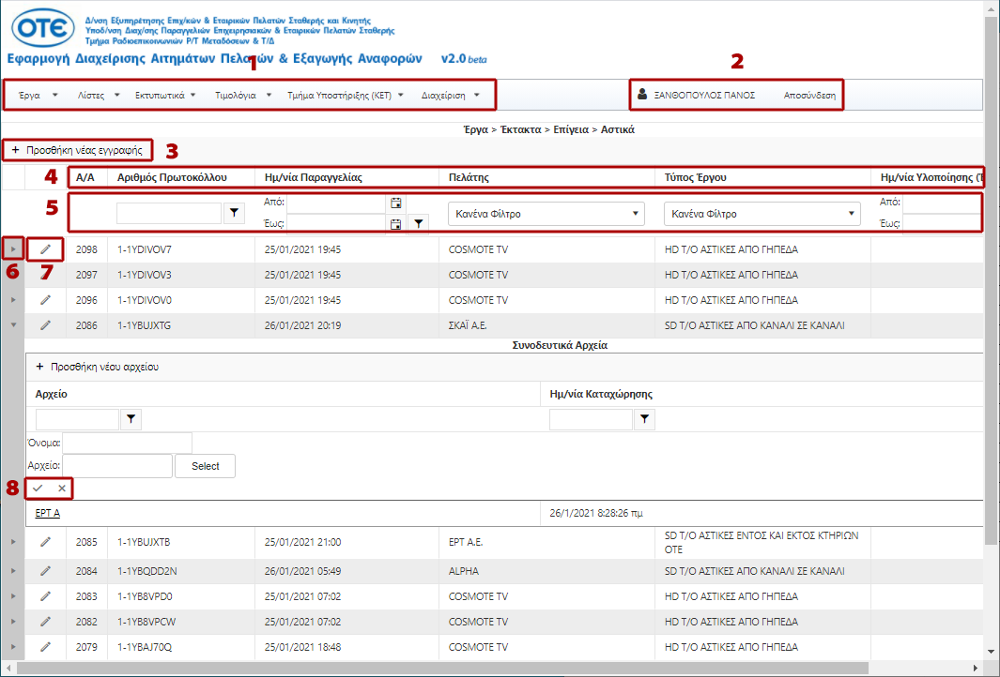 ΟΤΕ
Δ/νση Εξυπηρέτησης Επιχ/κών & Εταιρικών Πελατών Σταθερής και Κινητής
Υποδ/νση Διαχ/σης Παραγγελιών Επιχειρησιακών & Εταιρικών Πελατών Σταθερής
Τμήμα Ραδιοεπικοινωνιών Ρ/Τ Μεταδόσεων & Τ/Δ
Εφαρμογή Διαχείρισης Αιτημάτων Πελατών & Εξαγωγής Αναφορών v2.0 beta
1 2
Έργα Λίστες Εκτυπωτικά Τιμολόγια Τμήμα Υποστήριξης (ΚΕΤ) Διαχείριση ΞΑΝΘΟΠΟΥΛΟΣ ΠΑΝΟΣ Αποσύνδεση
Έργα > Έκτακτα > Επίγεια > Αστικά
+ Προσθήκη νέας εγγραφής 3
4 Α/Α Αριθμός Πρωτοκόλλου Ημ/νία Παραγγελίας Πελάτης Τύπος Έργου Ημ/νία Υλοποίησης
5 Από: Από:
Κανένα Φίλτρο Κανένα Φίλτρο
Έως: Έως:
2098 1-1YDIVOV7 25/01/2021 19:45 COSMOTE TV HD Τ/Ο ΑΣΤΙΚΕΣ ΑΠΟ ΓΗΠΕΔΑ
6 7 2097 1-1YDIVOV3 25/01/2021 19:45 COSMOTE TV HD Τ/Ο ΑΣΤΙΚΕΣ ΑΠΟ ΓΗΠΕΔΑ
2096 1-1YDIVOV0 25/01/2021 19:45 COSMOTE TV HD Τ/Ο ΑΣΤΙΚΕΣ ΑΠΟ ΓΗΠΕΔΑ
2086 1-1YBUJXTG 26/01/2021 20:19 ΣΚΑΪ Α.Ε. SD Τ/Ο ΑΣΤΙΚΕΣ ΑΠΟ ΚΑΝΑΛΙ ΣΕ ΚΑΝΑΛΙ
Συνοδευτικά Αρχεία
+ Προσθήκη νέου αρχείου
Αρχείο Ημ/νία Καταχώρησης
Όνομα:
Αρχείο: Select
8
ΕΡΤ Α 26/1/2021 8:28:26 πμ
2085 1-1YBUJXTB 25/01/2021 21:00 ΕΡΤ Α.Ε. SD Τ/Ο ΑΣΤΙΚΕΣ ΕΝΤΟΣ ΚΑΙ ΕΚΤΟΣ ΚΤΗΡΙΩΝ
ΟΤΕ
2084 1-1YBQDD2N 26/01/2021 05:49 ALPHA SD Τ/Ο ΑΣΤΙΚΕΣ ΑΠΟ ΚΑΝΑΛΙ ΣΕ ΚΑΝΑΛΙ
2083 1-1YB8VPD0 25/01/2021 07:02 COSMOTE TV HD Τ/Ο ΑΣΤΙΚΕΣ ΑΠΟ ΓΗΠΕΔΑ
2082 1-1YB8VPCW 25/01/2021 07:02 COSMOTE TV HD Τ/Ο ΑΣΤΙΚΕΣ ΑΠΟ ΓΗΠΕΔΑ
2079 1-1YBAJ70Q 25/01/2021 18:48 COSMOTE TV HD Τ/Ο ΑΣΤΙΚΕΣ ΑΠΟ ΓΗΠΕΔΑ